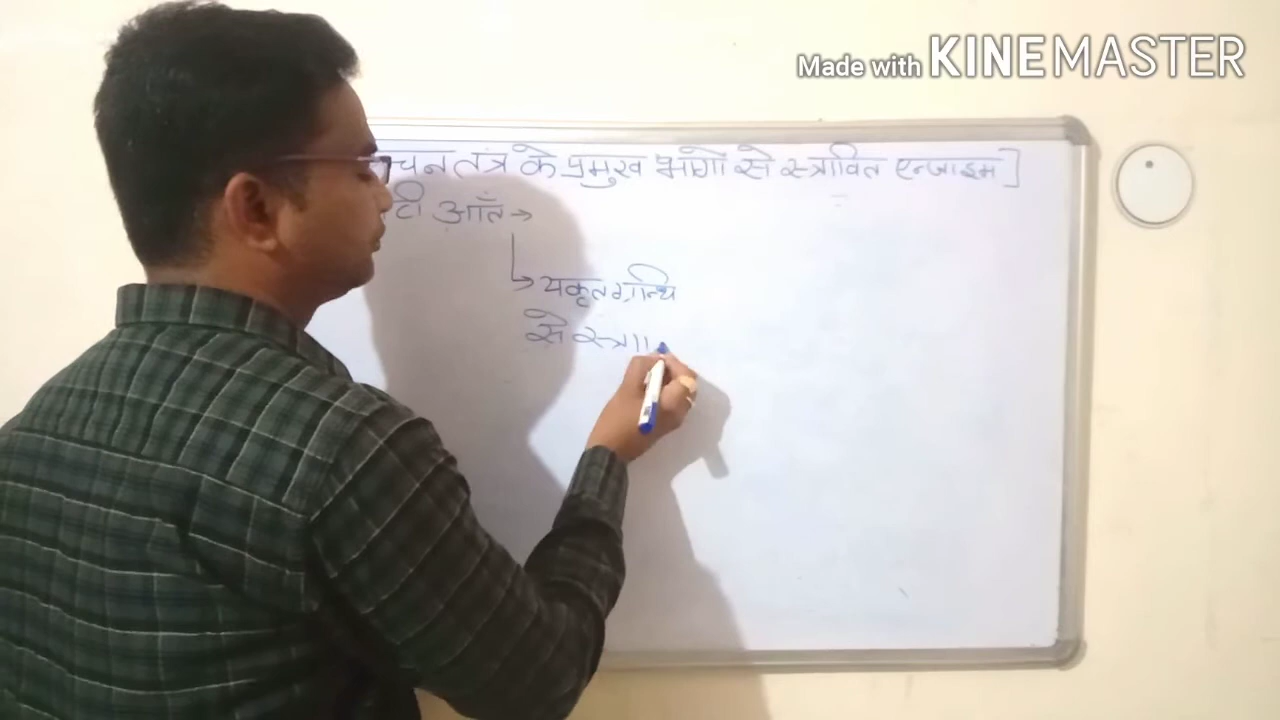 Made with KINEMASTER
चन तंत्र के प्रमुख भागो से स्त्रावित एन्जाइम ]
टी आँत →
→ यकृत ग्रन्थि
से स्त्रा